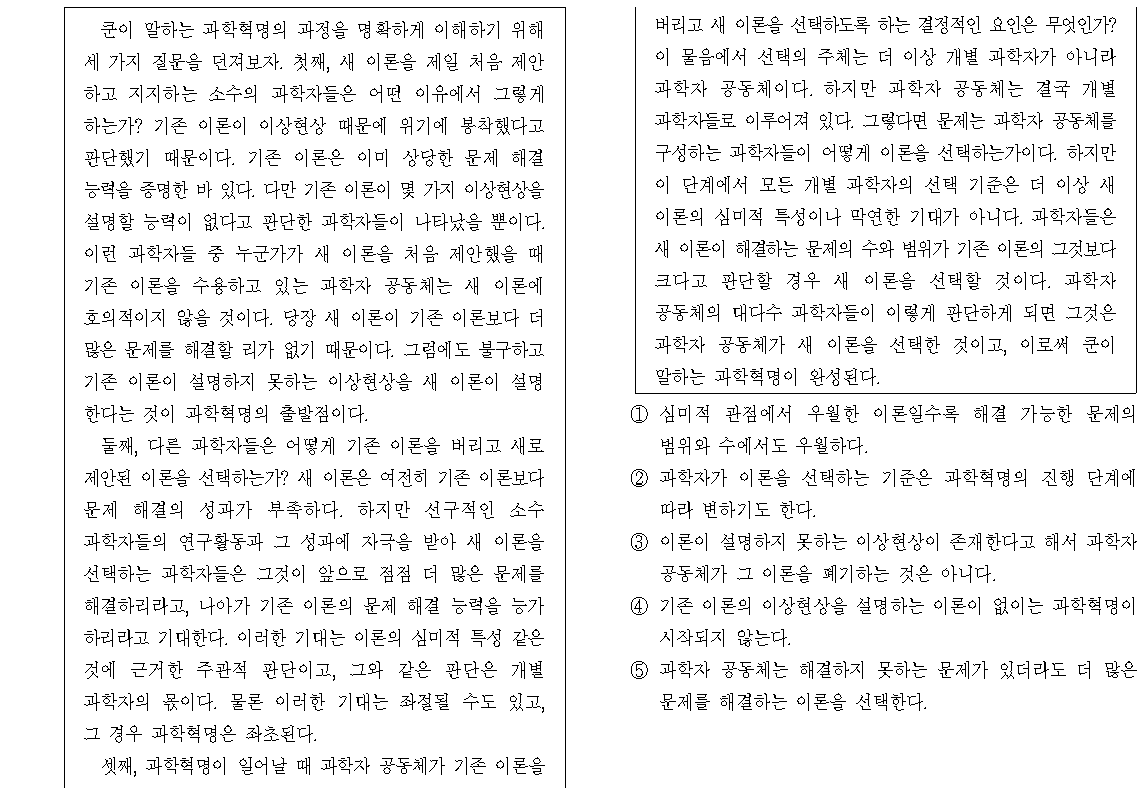 쿤이 말하는 과학혁명의 과정을 명확하게 이해하기 위해
세 가지 질문을 던져보자. 첫째, 새 이론을 제일 처음 제안
하고 지지하는 소수의 과학자들은 어떤 이유에서 그렇게
하는가? 기존 이론이 이상현상 때문에 위기에 봉착했다고
판단했기 때문이다. 기존 이론은 이미 상당한 문제 해결
능력을 증명한 바 있다. 다만 기존 이론이 몇 가지 이상현상을
설명할 능력이 없다고 판단한 과학자들이 나타났을 뿐이다.
이런 과학자들 중 누군가가 새 이론을 처음 제안했을 때
기존 이론을 수용하고 있는 과학자 공동체는 새 이론에
호의적이지 않을 것이다. 당장 새 이론이 기존 이론보다 더
많은 문제를 해결할 리가 없기 때문이다. 그럼에도 불구하고
기존 이론이 설명하지 못하는 이상현상을 새 이론이 설명
한다는 것이 과학혁명의 출발점이다.
둘째, 다른 과학자들은 어떻게 기존 이론을 버리고 새로
제안된 이론을 선택하는가? 새 이론은 여전히 기존 이론보다
문제 해결의 성과가 부족하다. 하지만 선구적인 소수
과학자들의 연구활동과 그 성과에 자극을 받아 새 이론을
선택하는 과학자들은 그것이 앞으로 점점 더 많은 문제를
해결하리라고, 나아가 기존 이론의 문제 해결 능력을 능가
하리라고 기대한다. 이러한 기대는 이론의 심미적 특성 같은
것에 근거한 주관적 판단이고, 그와 같은 판단은 개별
과학자의 몫이다. 물론 이러한 기대는 좌절될 수도 있고,
그 경우 과학혁명은 좌초된다.
셋째, 과학혁명이 일어날 때 과학자 공동체가 기존 이론을
버리고 새 이론을 선택하도록 하는 결정적인 요인은 무엇인가?
이 물음에서 선택의 주체는 더 이상 개별 과학자가 아니라
과학자 공동체이다. 하지만 과학자 공동체는 결국 개별
과학자들로 이루어져 있다. 그렇다면 문제는 과학자 공동체를
구성하는 과학자들이 어떻게 이론을 선택하는가이다. 하지만
이 단계에서 모든 개별 과학자의 선택 기준은 더 이상 새
이론의 심미적 특성이나 막연한 기대가 아니다. 과학자들은
새 이론이 해결하는 문제의 수와 범위가 기존 이론의 그것보다
크다고 판단할 경우 새 이론을 선택할 것이다. 과학자
공동체의 대다수 과학자들이 이렇게 판단하게 되면 그것은
과학자 공동체가 새 이론을 선택한 것이고, 이로써 쿤이
말하는 과학혁명이 완성된다.
① 심미적 관점에서 우월한 이론일수록 해결 가능한 문제의
범위와 수에서도 우월하다.
② 과학자가 이론을 선택하는 기준은 과학혁명의 진행 단계에
따라 변하기도 한다.
③ 이론이 설명하지 못하는 이상현상이 존재한다고 해서 과학자
공동체가 그 이론을 폐기하는 것은 아니다.
④ 기존 이론의 이상현상을 설명하는 이론이 없이는 과학혁명이
시작되지 않는다.
⑤ 과학자 공동체는 해결하지 못하는 문제가 있더라도 더 많은
문제를 해결하는 이론을 선택한다.